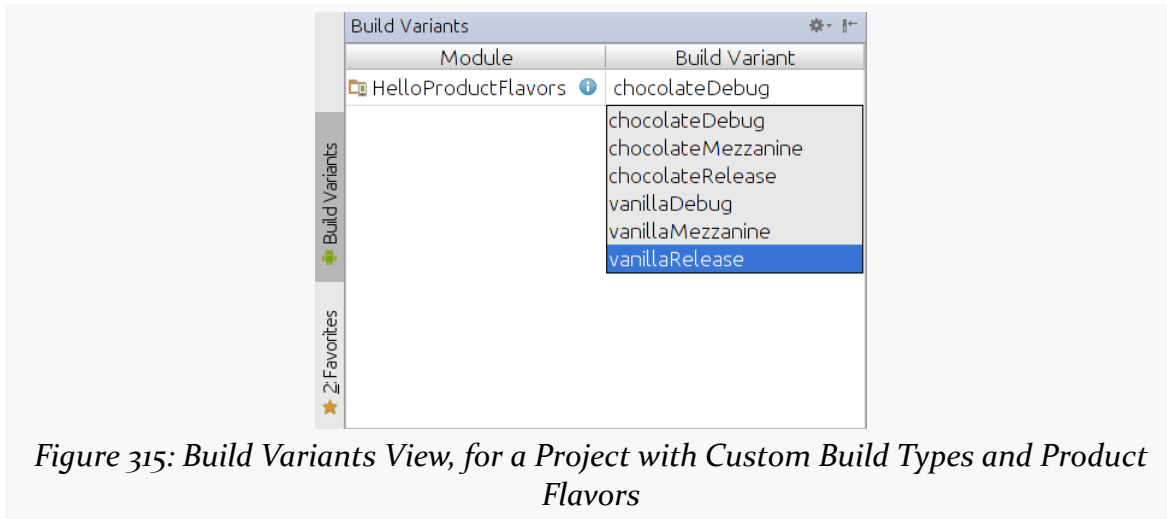 Build Variants
Module Build Variant
HelloProductFlavors chocolateDebug
chocolateDebug
chocolateMezzanine
chocolateRelease
vanillaDebug
vanillaMezzanine
vanillaRelease
Build Variants
2: Favorites
Figure 315: Build Variants View, for a Project with Custom Build Types and Product
Flavors